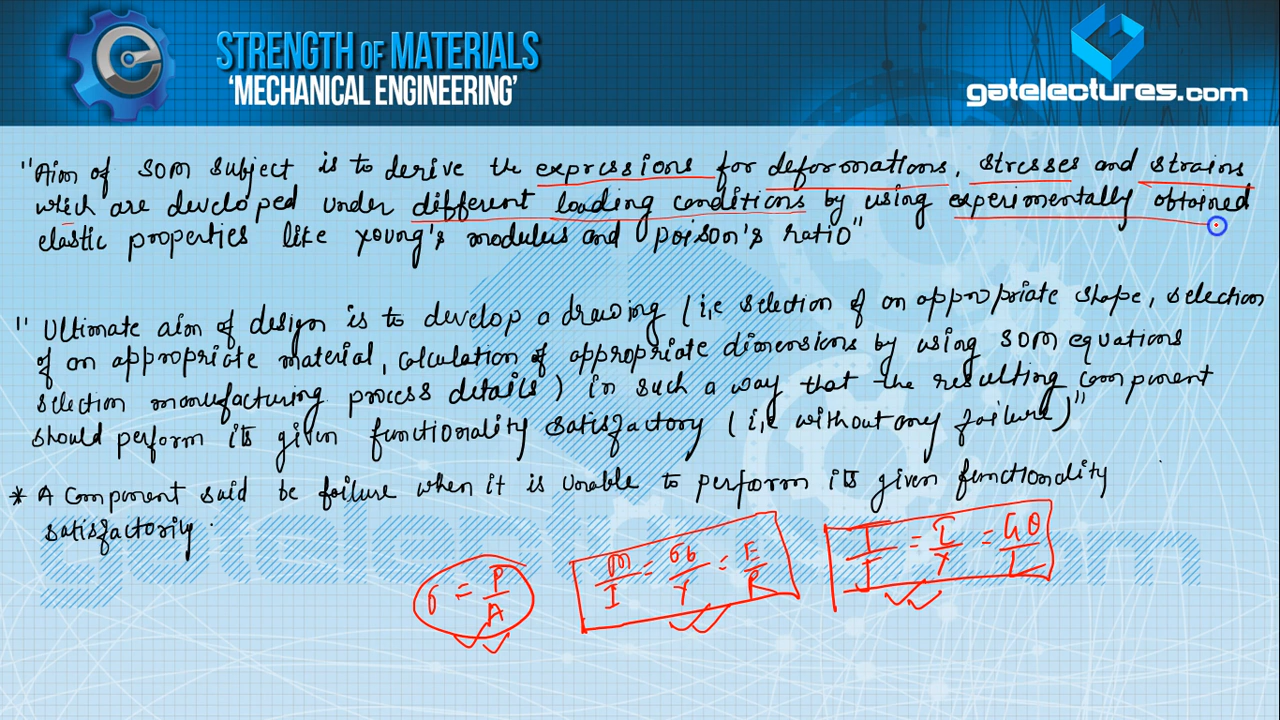 STRENGTH OF MATERIALS
'MECHANICAL ENGINEERING'
gatelectures.com
"Aim of SOM subject is to derive the expressions for deformations, stresses and strains
which are developed under different loading conditions by using experimentally obtained
elastic properties like young's modulus and poison's ratio"
" Ultimate aim of design is to develop a drawing (i,e selection of an appropriate shape, selection
of an appropriate material, calculation of appropriate dimensions by using SOM equations
selection manufacturing process details) in such a way that the resulting component
should perform its given functionality satisfactory (i,e without any failure)"
* A component said be failure when it is unable to perform its given functionality
satisfactority.
σ = P/A M/I = σb/Y = E/R T/J = τ/r = Gθ/L
gatelectures.com